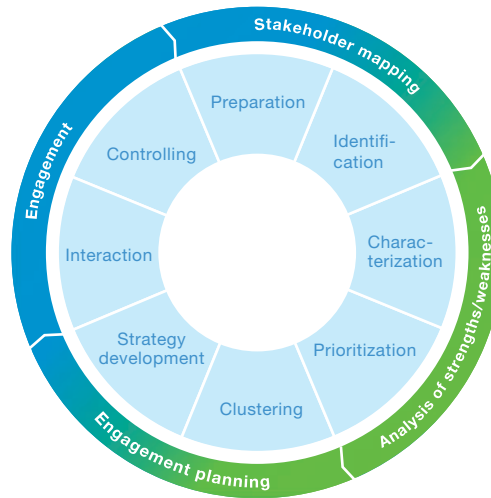 Stakeholder mapping
Preparation
Identifi-
cation
Charac-
terization
Analysis of strengths/weaknesses
Prioritization
Clustering
Engagement planning
Strategy
development
Interaction
Engagement
Controlling